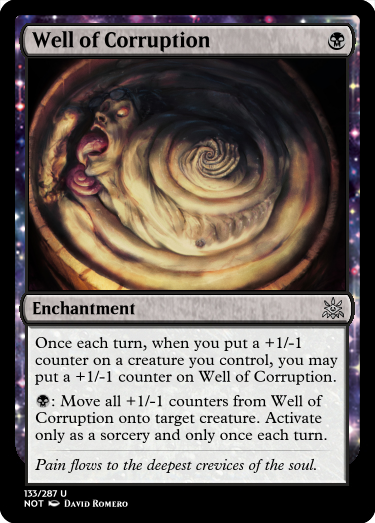 Well of Corruption
Enchantment
Once each turn, when you put a +1/-1
counter on a creature you control, you may
put a +1/-1 counter on Well of Corruption.
: Move all +1/-1 counters from Well of
Corruption onto target creature. Activate
only as a sorcery and only once each turn.
Pain flows to the deepest crevices of the soul.
133/287 U
NOT David Romero